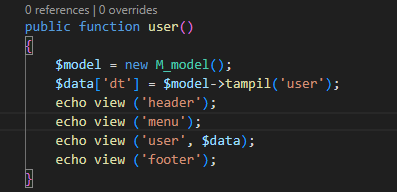 0 references | 0 overrides
public function user()
{
    $model = new M_model();
    $data['dt'] = $model->tampil('user');
    echo view ('header');
    echo view ('menu');
    echo view ('user', $data);
    echo view ('footer');
}